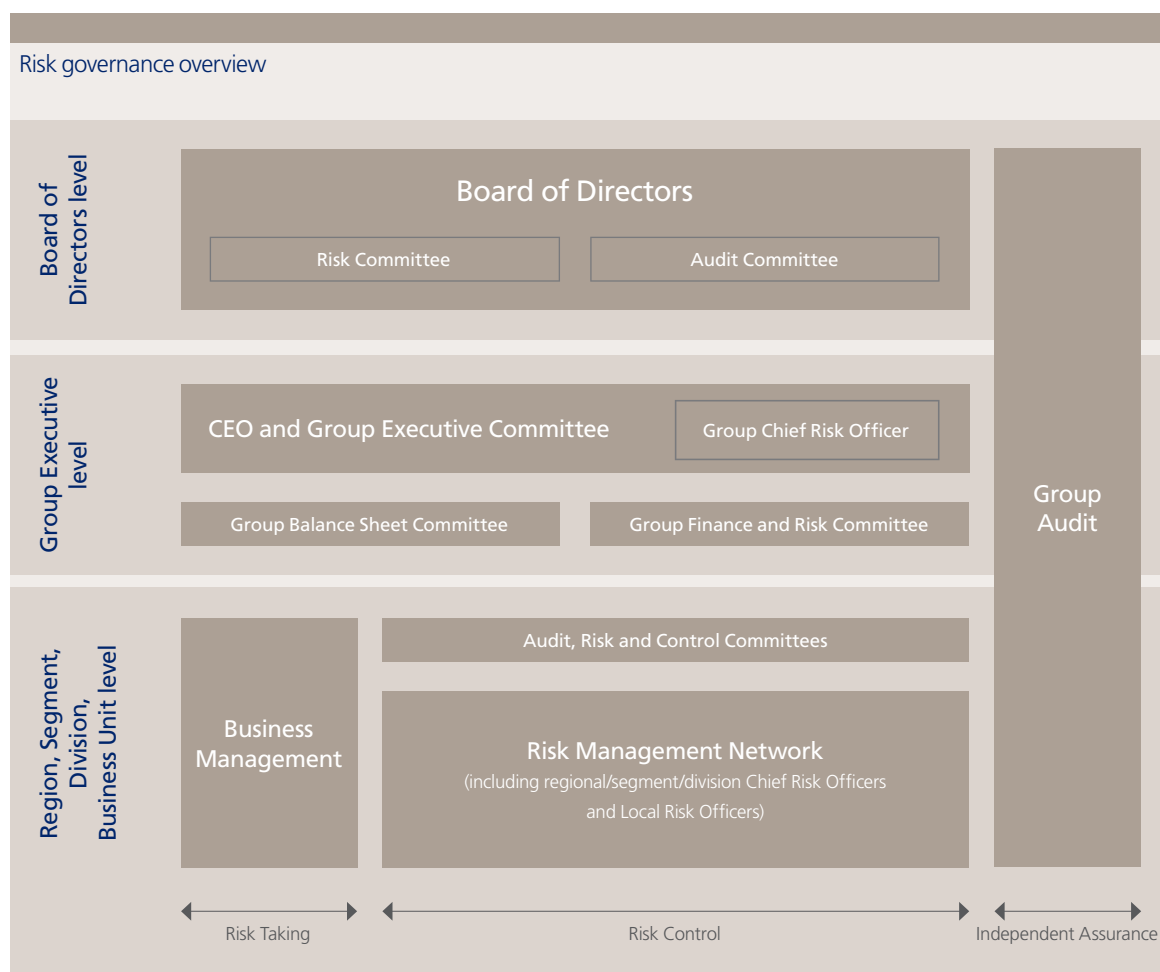 Risk governance overview
Board of
Directors level
Board of Directors
Risk Committee
Audit Committee
Group Executive
level
CEO and Group Executive Committee
Group Chief Risk Officer
Group Balance Sheet Committee
Group Finance and Risk Committee
Group
Audit
Region, Segment,
Division,
Business Unit level
Business
Management
Audit, Risk and Control Committees
Risk Management Network
(including regional/segment/division Chief Risk Officers
and Local Risk Officers)
Risk Taking
Risk Control
Independent Assurance